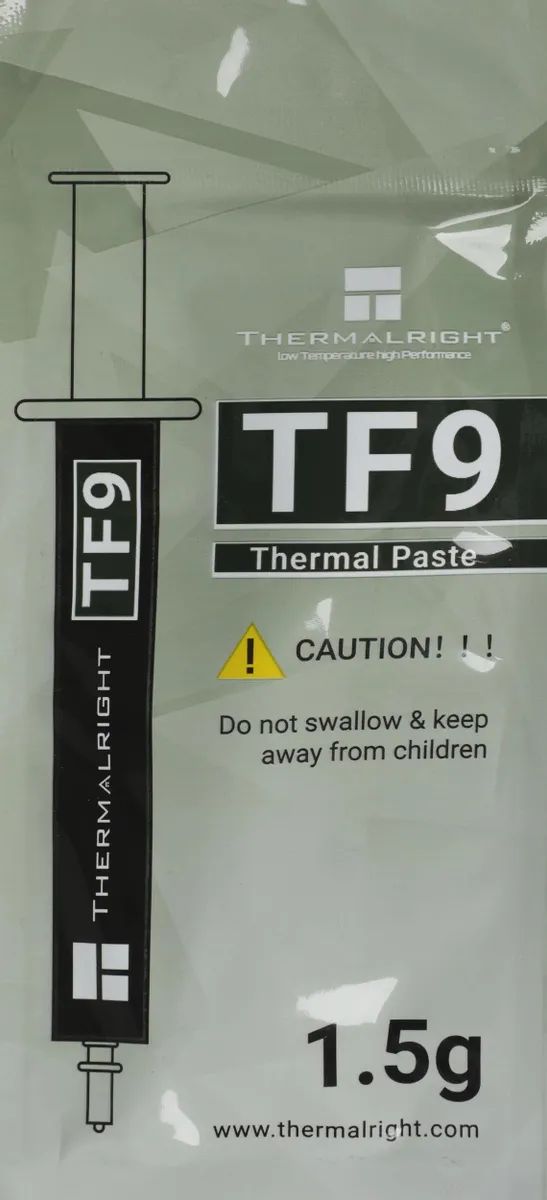 THERMALRIGHT®
Low Temperature high Performance
TF9
Thermal Paste
CAUTION! ! !
Do not swallow & keep
away from children
1.5g
www.thermalright.com
TF9
THERMALRIGHT